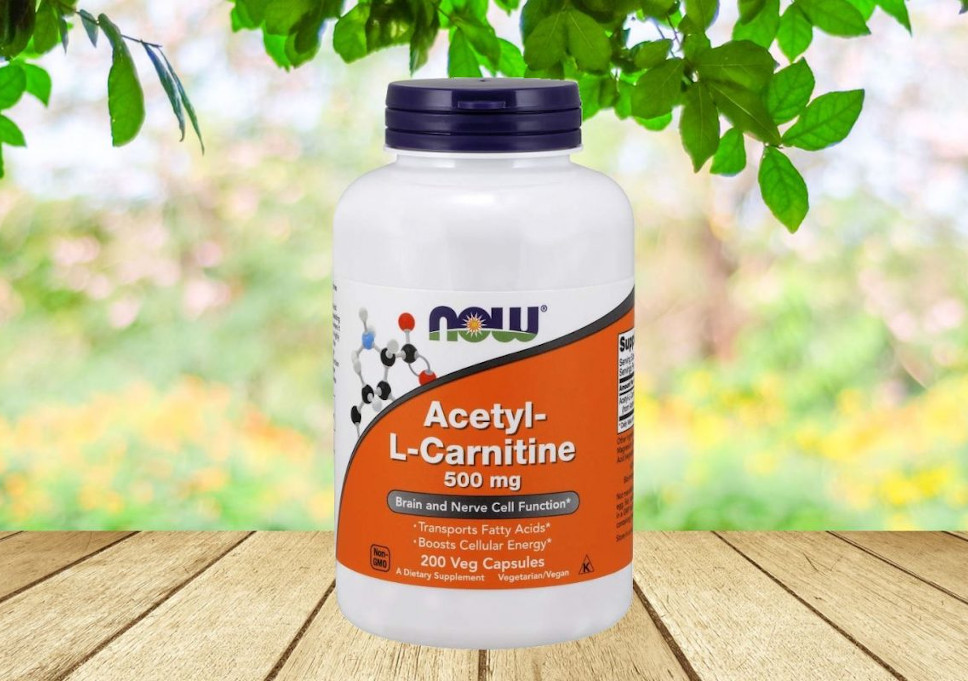 NOW®
Acetyl-
L-Carnitine
500 mg
Brain and Nerve Cell Function*
• Transports Fatty Acids*
• Boosts Cellular Energy*
Non-
GMO
200 Veg Capsules
A Dietary Supplement Vegetarian/Vegan
K